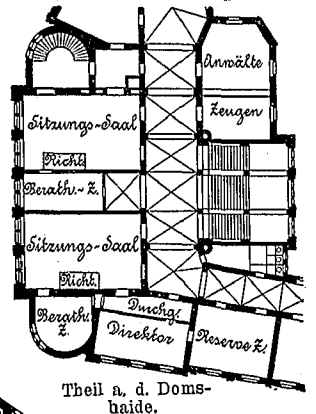 Anwälte
Zeugen
Sitzungs-Saal
Richt.
Berath.-Z.
Sitzungs-Saal
Richt.
Berath.
Z.
Durchg.
Direktor
Reserve Z.
Theil a. d. Doms-
haide.